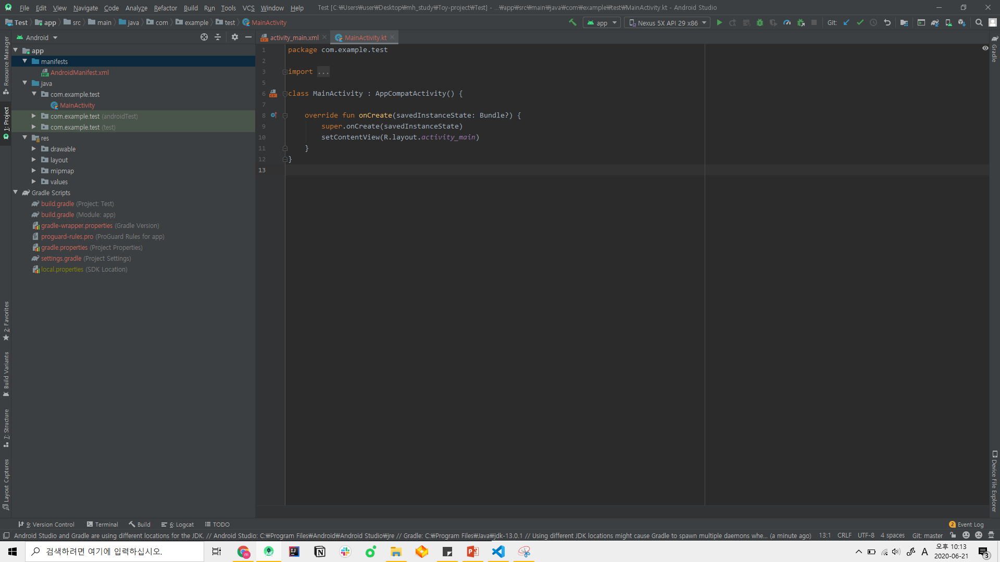 File Edit View Navigate Code Analyze Refactor Build Run Tools VCS Window Help Test [C:₩Users₩user₩Desktop₩mh_study₩Toy-project₩Test] - ...₩app₩src₩main₩java₩com₩example₩test₩MainActivity.kt - Android Studio
Test app src main java com example test MainActivity app Nexus 5X API 29 x86 Git:
Android
activity_main.xml MainActivity.kt
app
manifests
AndroidManifest.xml
java
com.example.test
MainActivity
com.example.test (androidTest)
com.example.test (test)
res
drawable
layout
mipmap
values
Gradle Scripts
build.gradle (Project: Test)
build.gradle (Module: app)
gradle-wrapper.properties (Gradle Version)
proguard-rules.pro (ProGuard Rules for app)
gradle.properties (Project Properties)
settings.gradle (Project Settings)
local.properties (SDK Location)
Resource Manager
1: Project
2: Favorites
Build Variants
7: Structure
Layout Captures
1 package com.example.test
2
3 import ...
5
6 class MainActivity : AppCompatActivity() {
7
8 override fun onCreate(savedInstanceState: Bundle?) {
9 super.onCreate(savedInstanceState)
10 setContentView(R.layout.activity_main)
11 }
12 }
13
Gradle
Device File Explorer
9: Version Control Terminal Build 6: Logcat TODO 2 Event Log
Android Studio and Gradle are using different locations for the JDK. // Android Studio: C:₩Program Files₩Android₩Android Studio₩jre // Gradle: C:₩Program Files₩Java₩jdk-13.0.1 // Using different JDK locations might cause Gradle to spawn multiple daemons whe... (a minute ago) 13:1 CRLF UTF-8 4 spaces Git: master
검색하려면 여기에 입력하십시오.
A 오후 10:13
2020-06-21
3